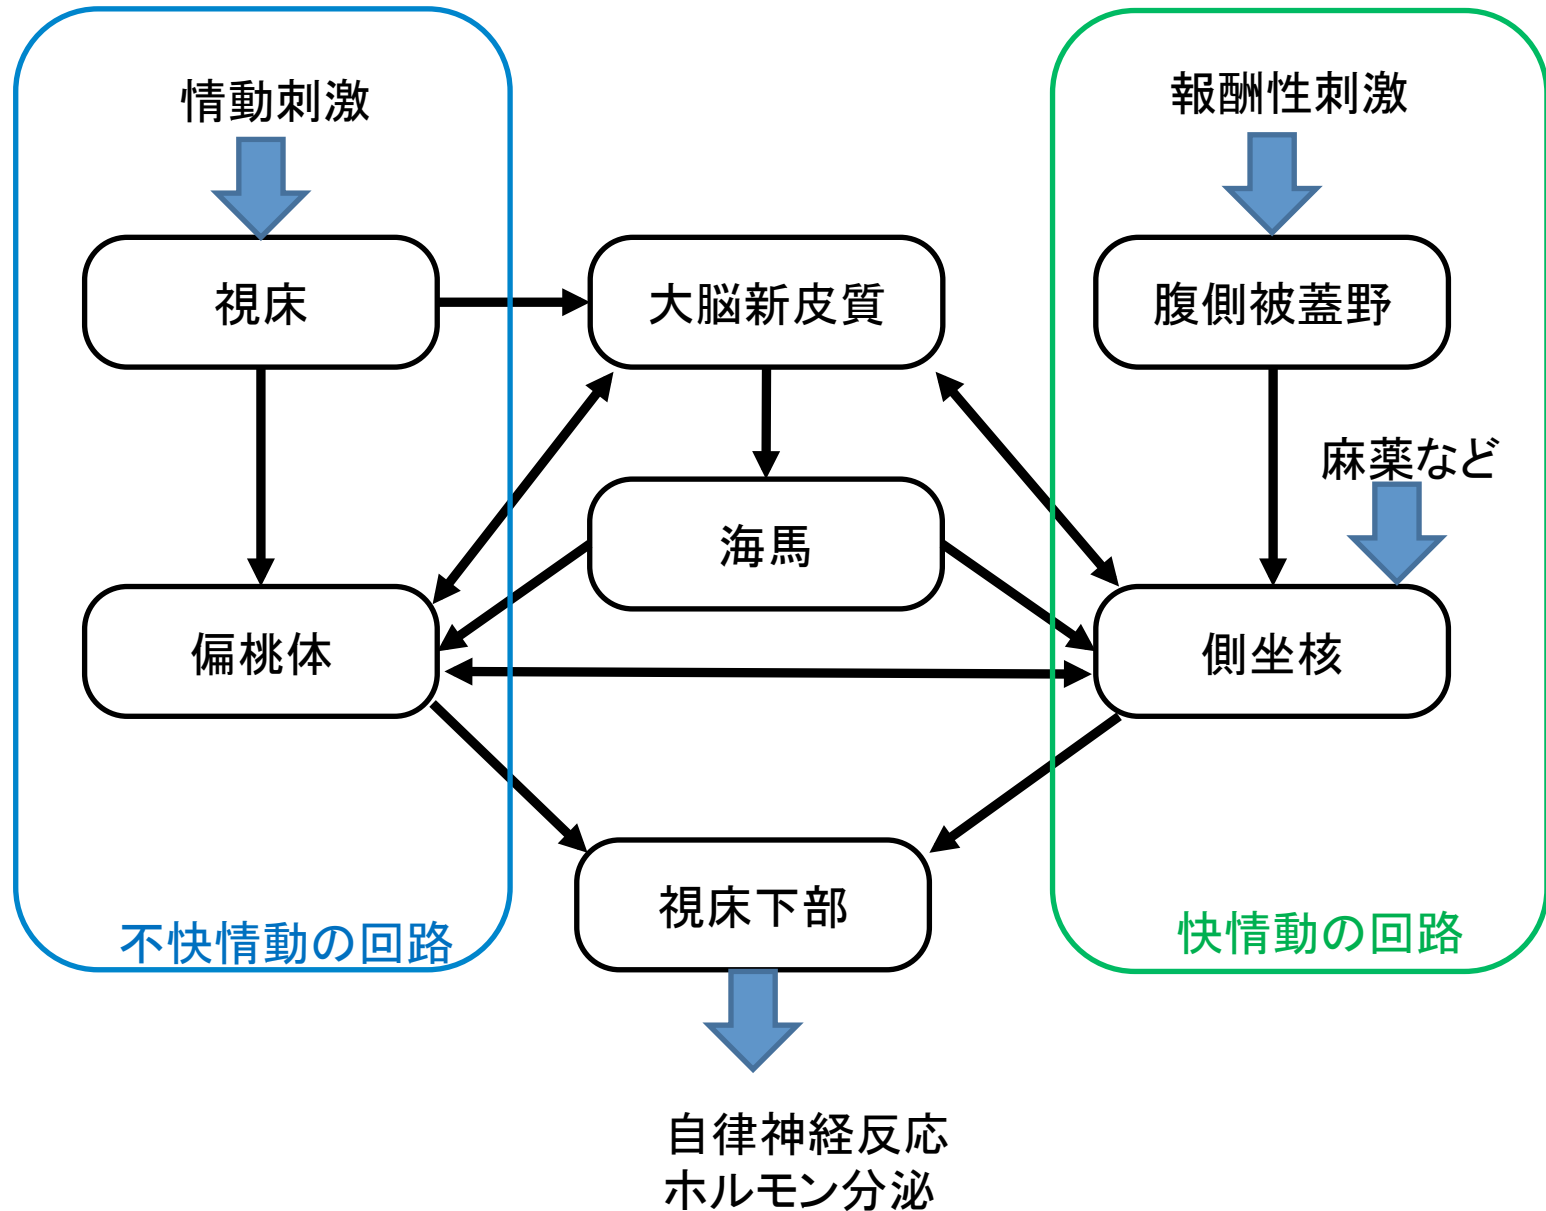 情動刺激
報酬性刺激
視床
大脳新皮質
腹側被蓋野
麻薬など
海馬
偏桃体
側坐核
視床下部
不快情動の回路
快情動の回路
自律神経反応
ホルモン分泌